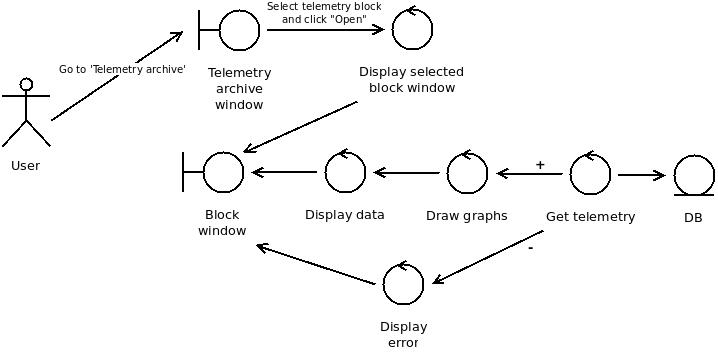 Select telemetry block
and click "Open"
Go to 'Telemetry archive'
Telemetry
archive
window
Display selected
block window
User
+
Block
window
Display data
Draw graphs
Get telemetry
DB
-
Display
error